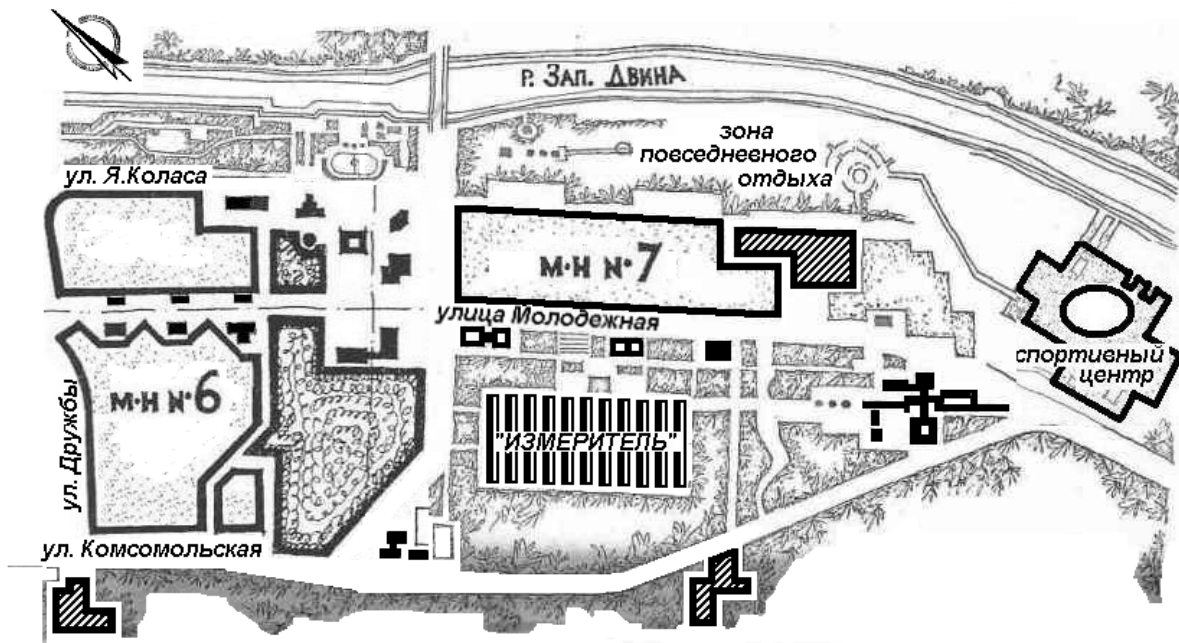 р. Зап. Двина
зона
повседневного
отдыха
ул. Я.Коласа
м-н №7
улица Молодежная
спортивный
центр
м-н №6
ул. Дружбы
"ИЗМЕРИТЕЛЬ"
ул. Комсомольская